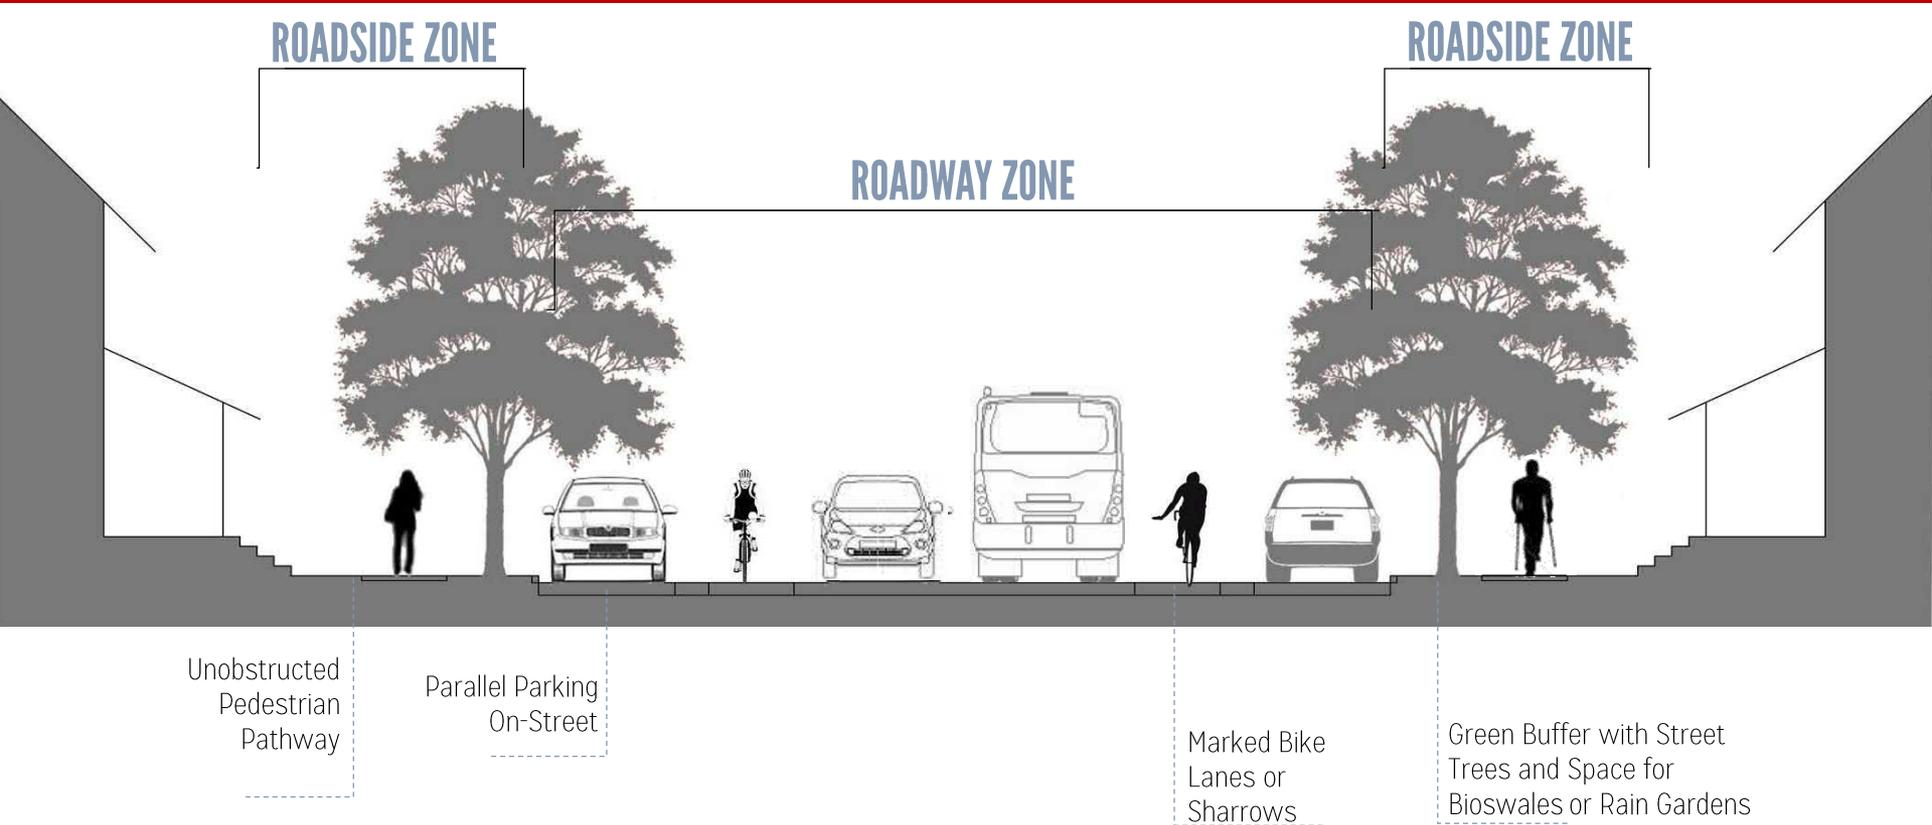 ROADSIDE ZONE
ROADSIDE ZONE
ROADWAY ZONE
Unobstructed
Pedestrian
Pathway
Parallel Parking
On-Street
Marked Bike
Lanes or
Sharrows
Green Buffer with Street
Trees and Space for
Bioswales or Rain Gardens